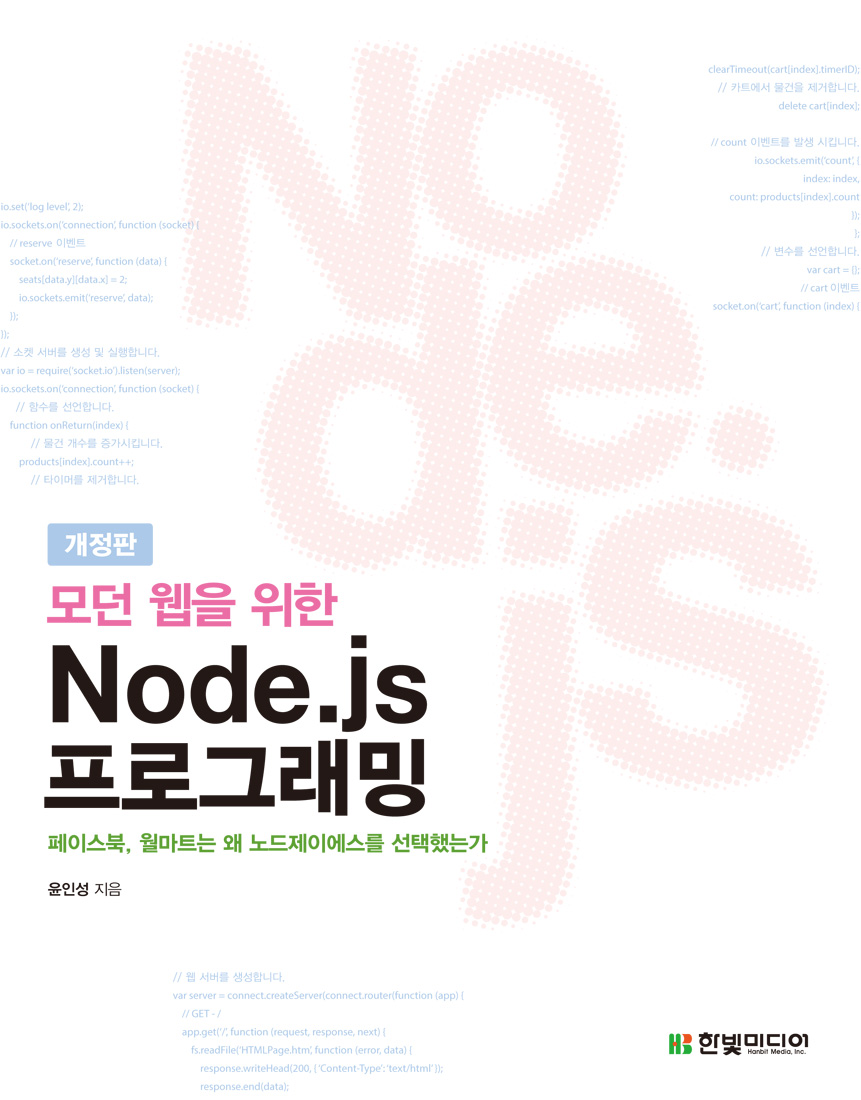 Node.js
clearTimeout(cart[index].timerID);
// 카트에서 물건을 제거합니다.
delete cart[index];
// count 이벤트를 발생 시킵니다.
io.sockets.emit('count', {
index: index,
count: products[index].count
});
};
// 변수를 선언합니다.
var cart = {};
// cart 이벤트
socket.on('cart', function (index) {
io.set('log level', 2);
io.sockets.on('connection', function (socket) {
// reserve 이벤트
socket.on('reserve', function (data) {
seats[data.y][data.x] = 2;
io.sockets.emit('reserve', data);
});
});
// 소켓 서버를 생성 및 실행합니다.
var io = require('socket.io').listen(server);
io.sockets.on('connection', function (socket) {
// 함수를 선언합니다.
function onReturn(index) {
// 물건 개수를 증가시킵니다.
products[index].count++;
// 타이머를 제거합니다.
개정판
모던 웹을 위한
Node.js
프로그래밍
페이스북, 월마트는 왜 노드제이에스를 선택했는가
윤인성 지음
// 웹 서버를 생성합니다.
var server = connect.createServer(connect.router(function (app) {
// GET - /
app.get('/', function (request, response, next) {
fs.readFile('HTMLPage.htm', function (error, data) {
response.writeHead(200, { 'Content-Type': 'text/html' });
response.end(data);
HB 한빛미디어
Hanbit Media, Inc.